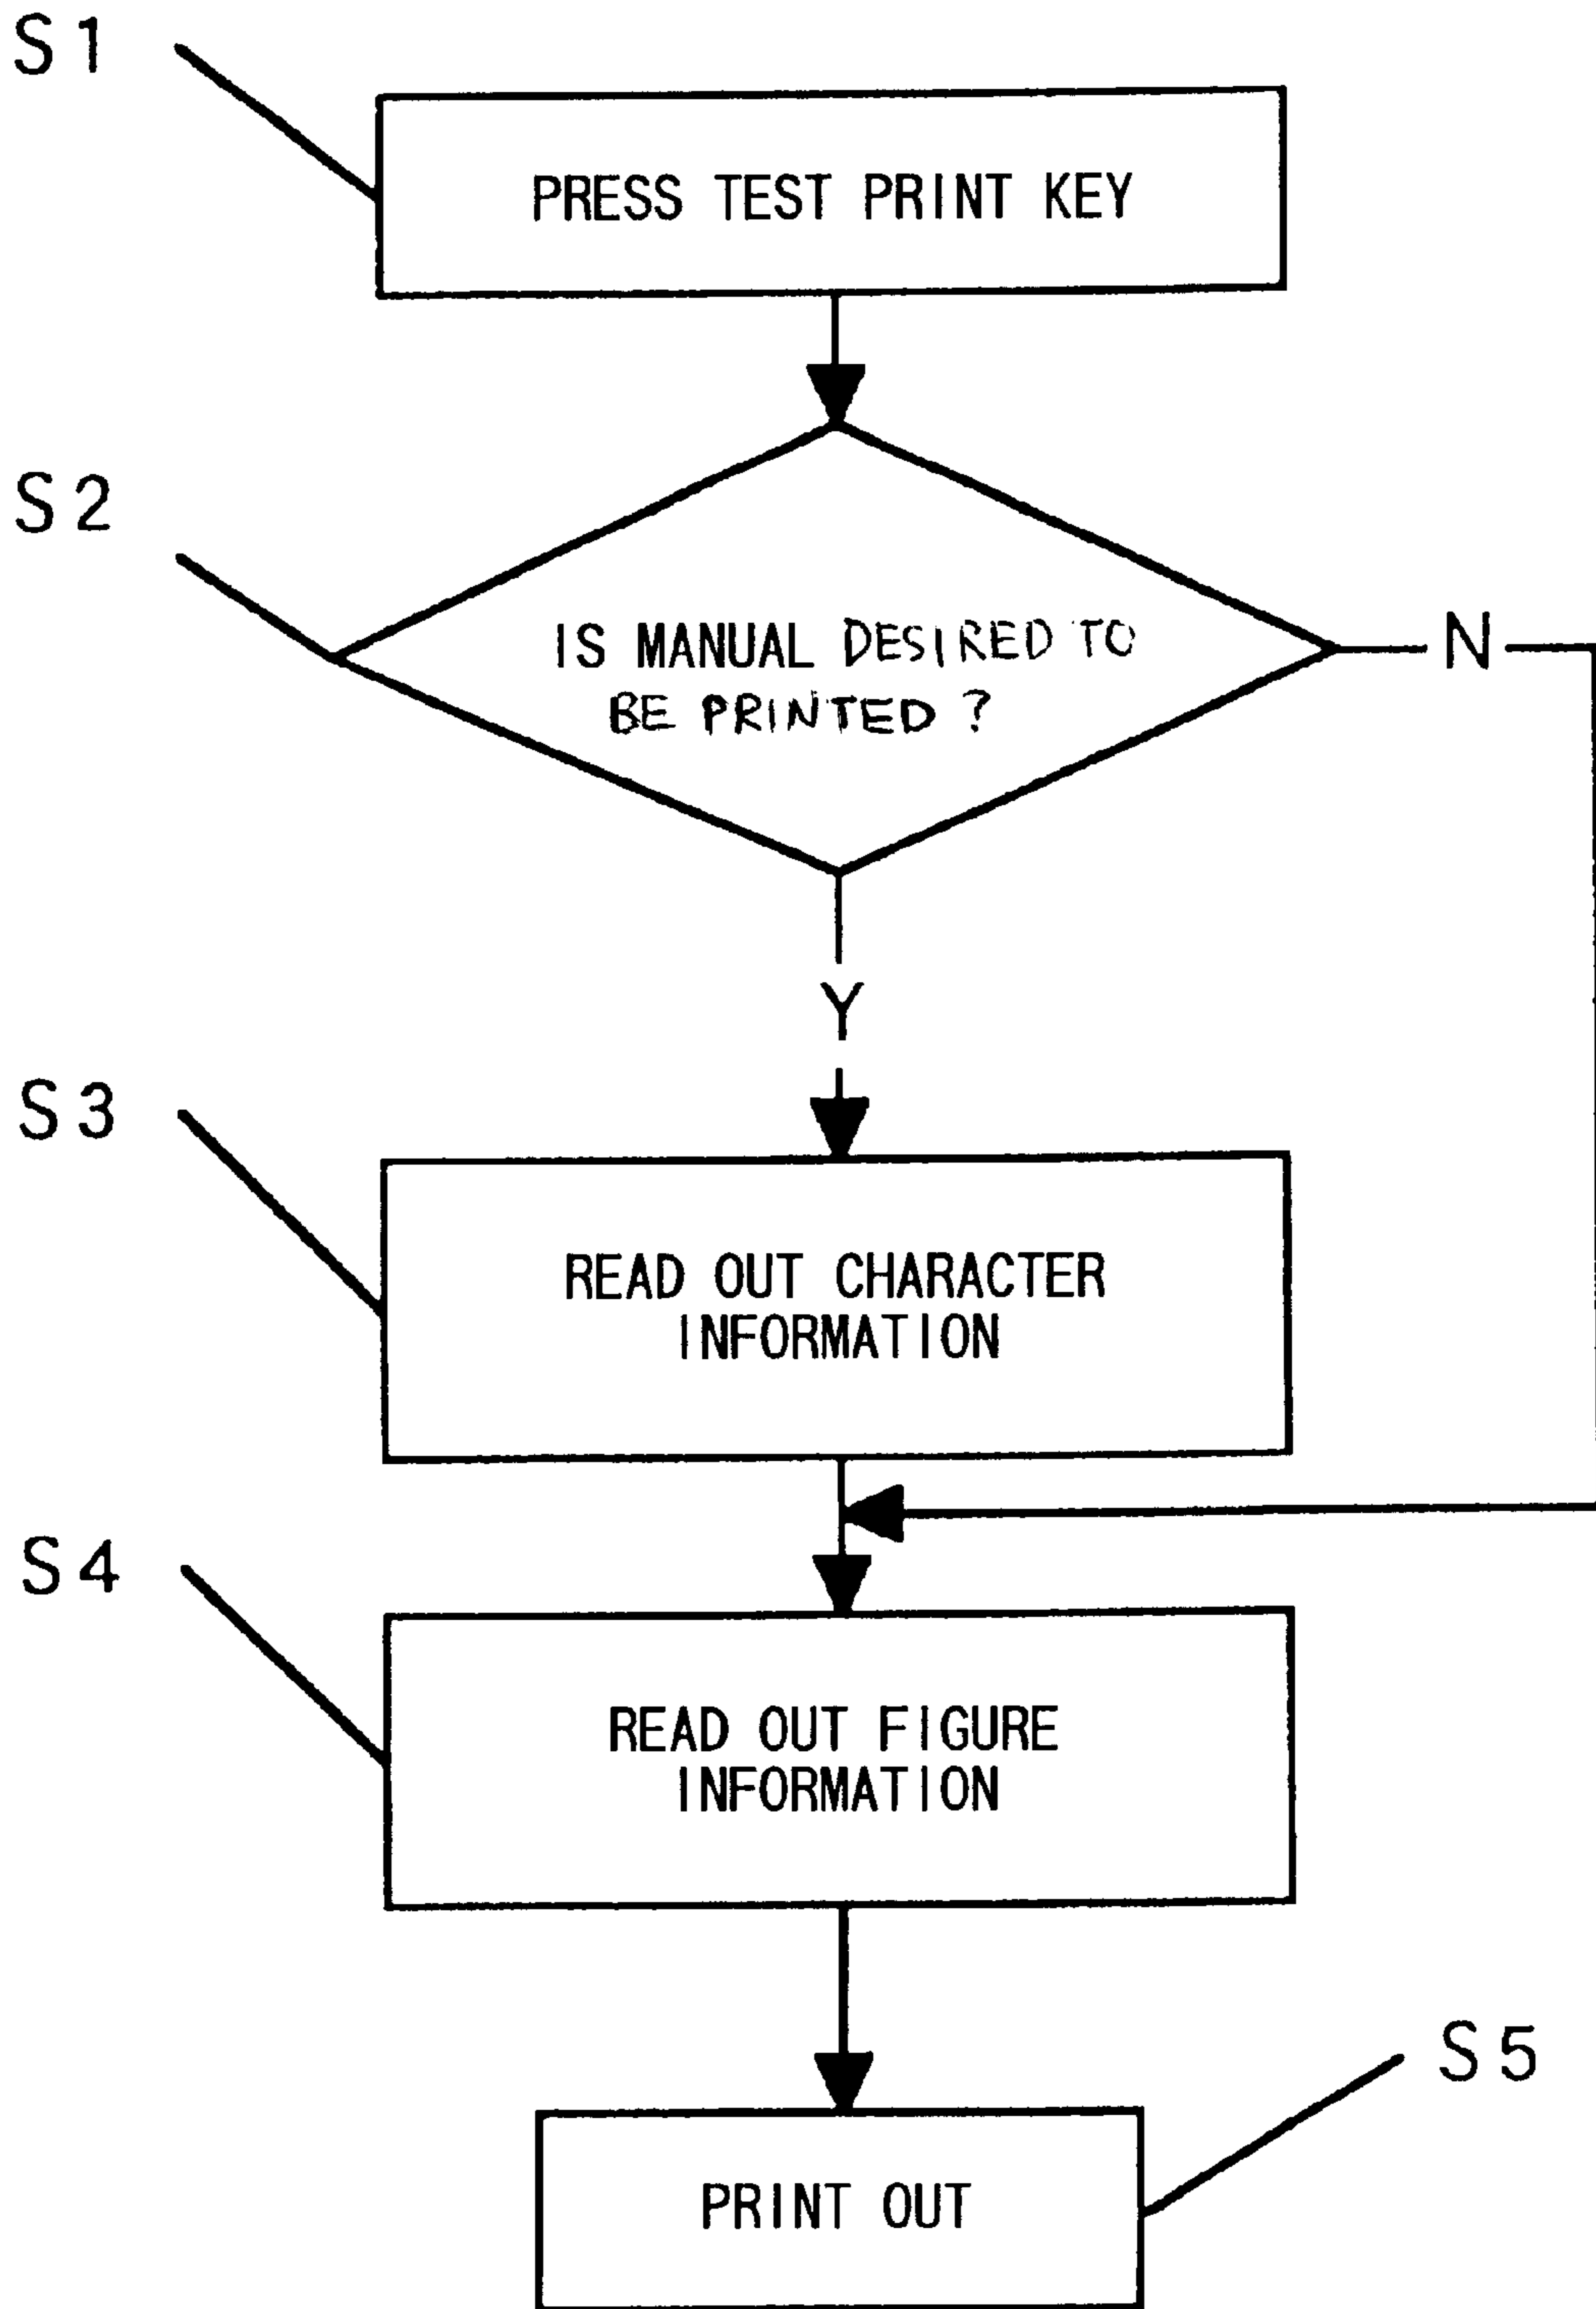 S1
PRESS TEST PRINT KEY
S2
IS MANUAL DESIRED TO
BE PRINTED ?
N
Y
S3
READ OUT CHARACTER
INFORMATION
S4
READ OUT FIGURE
INFORMATION
S5
PRINT OUT